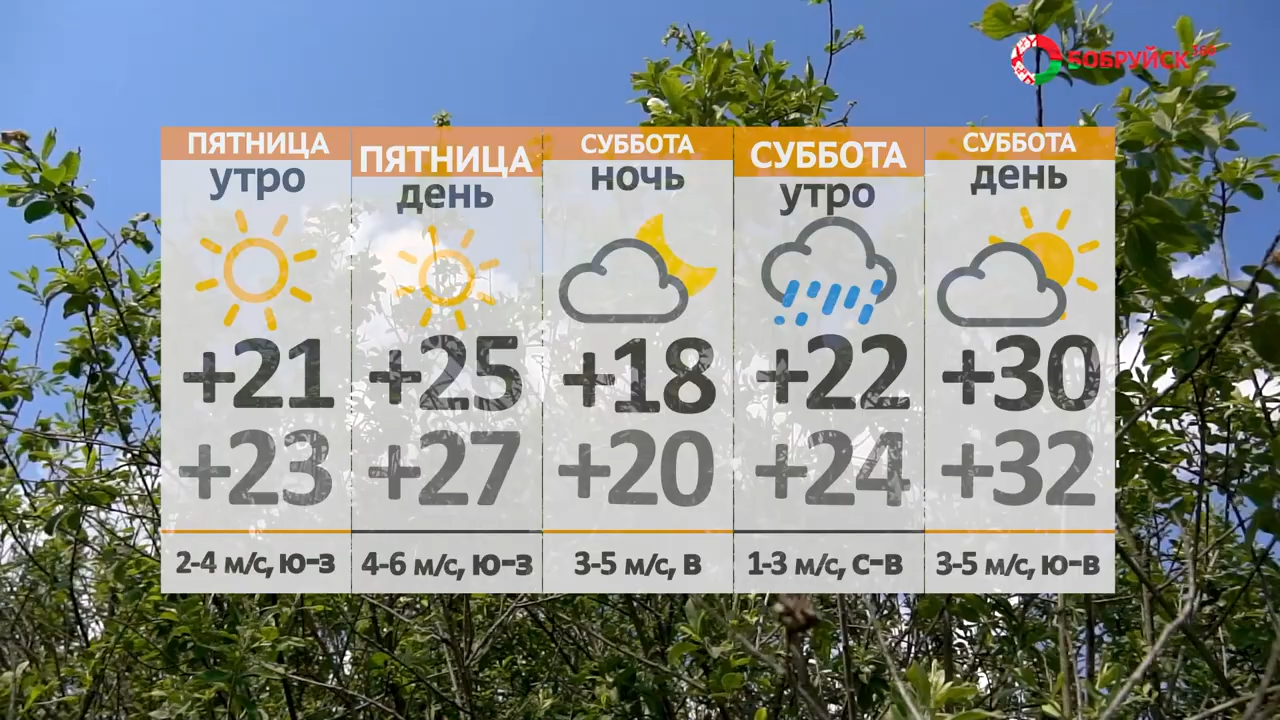 БОБРУЙСК 360
ПЯТНИЦА
утро
+21
+23
2-4 м/с, ю-з
ПЯТНИЦА
день
+25
+27
4-6 м/с, ю-з
СУББОТА
ночь
+18
+20
3-5 м/с, в
СУББОТА
утро
+22
+24
1-3 м/с, с-в
СУББОТА
день
+30
+32
3-5 м/с, ю-в